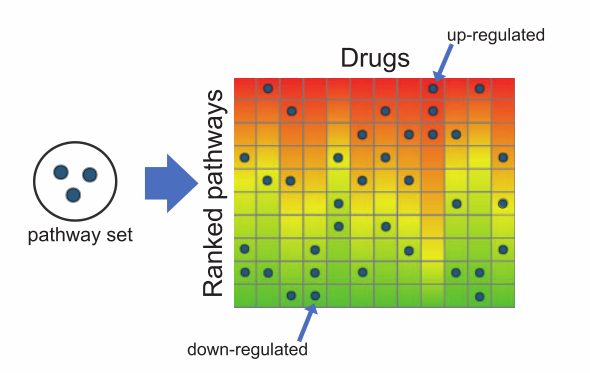 up-regulated
Drugs
Ranked pathways
pathway set
down-regulated